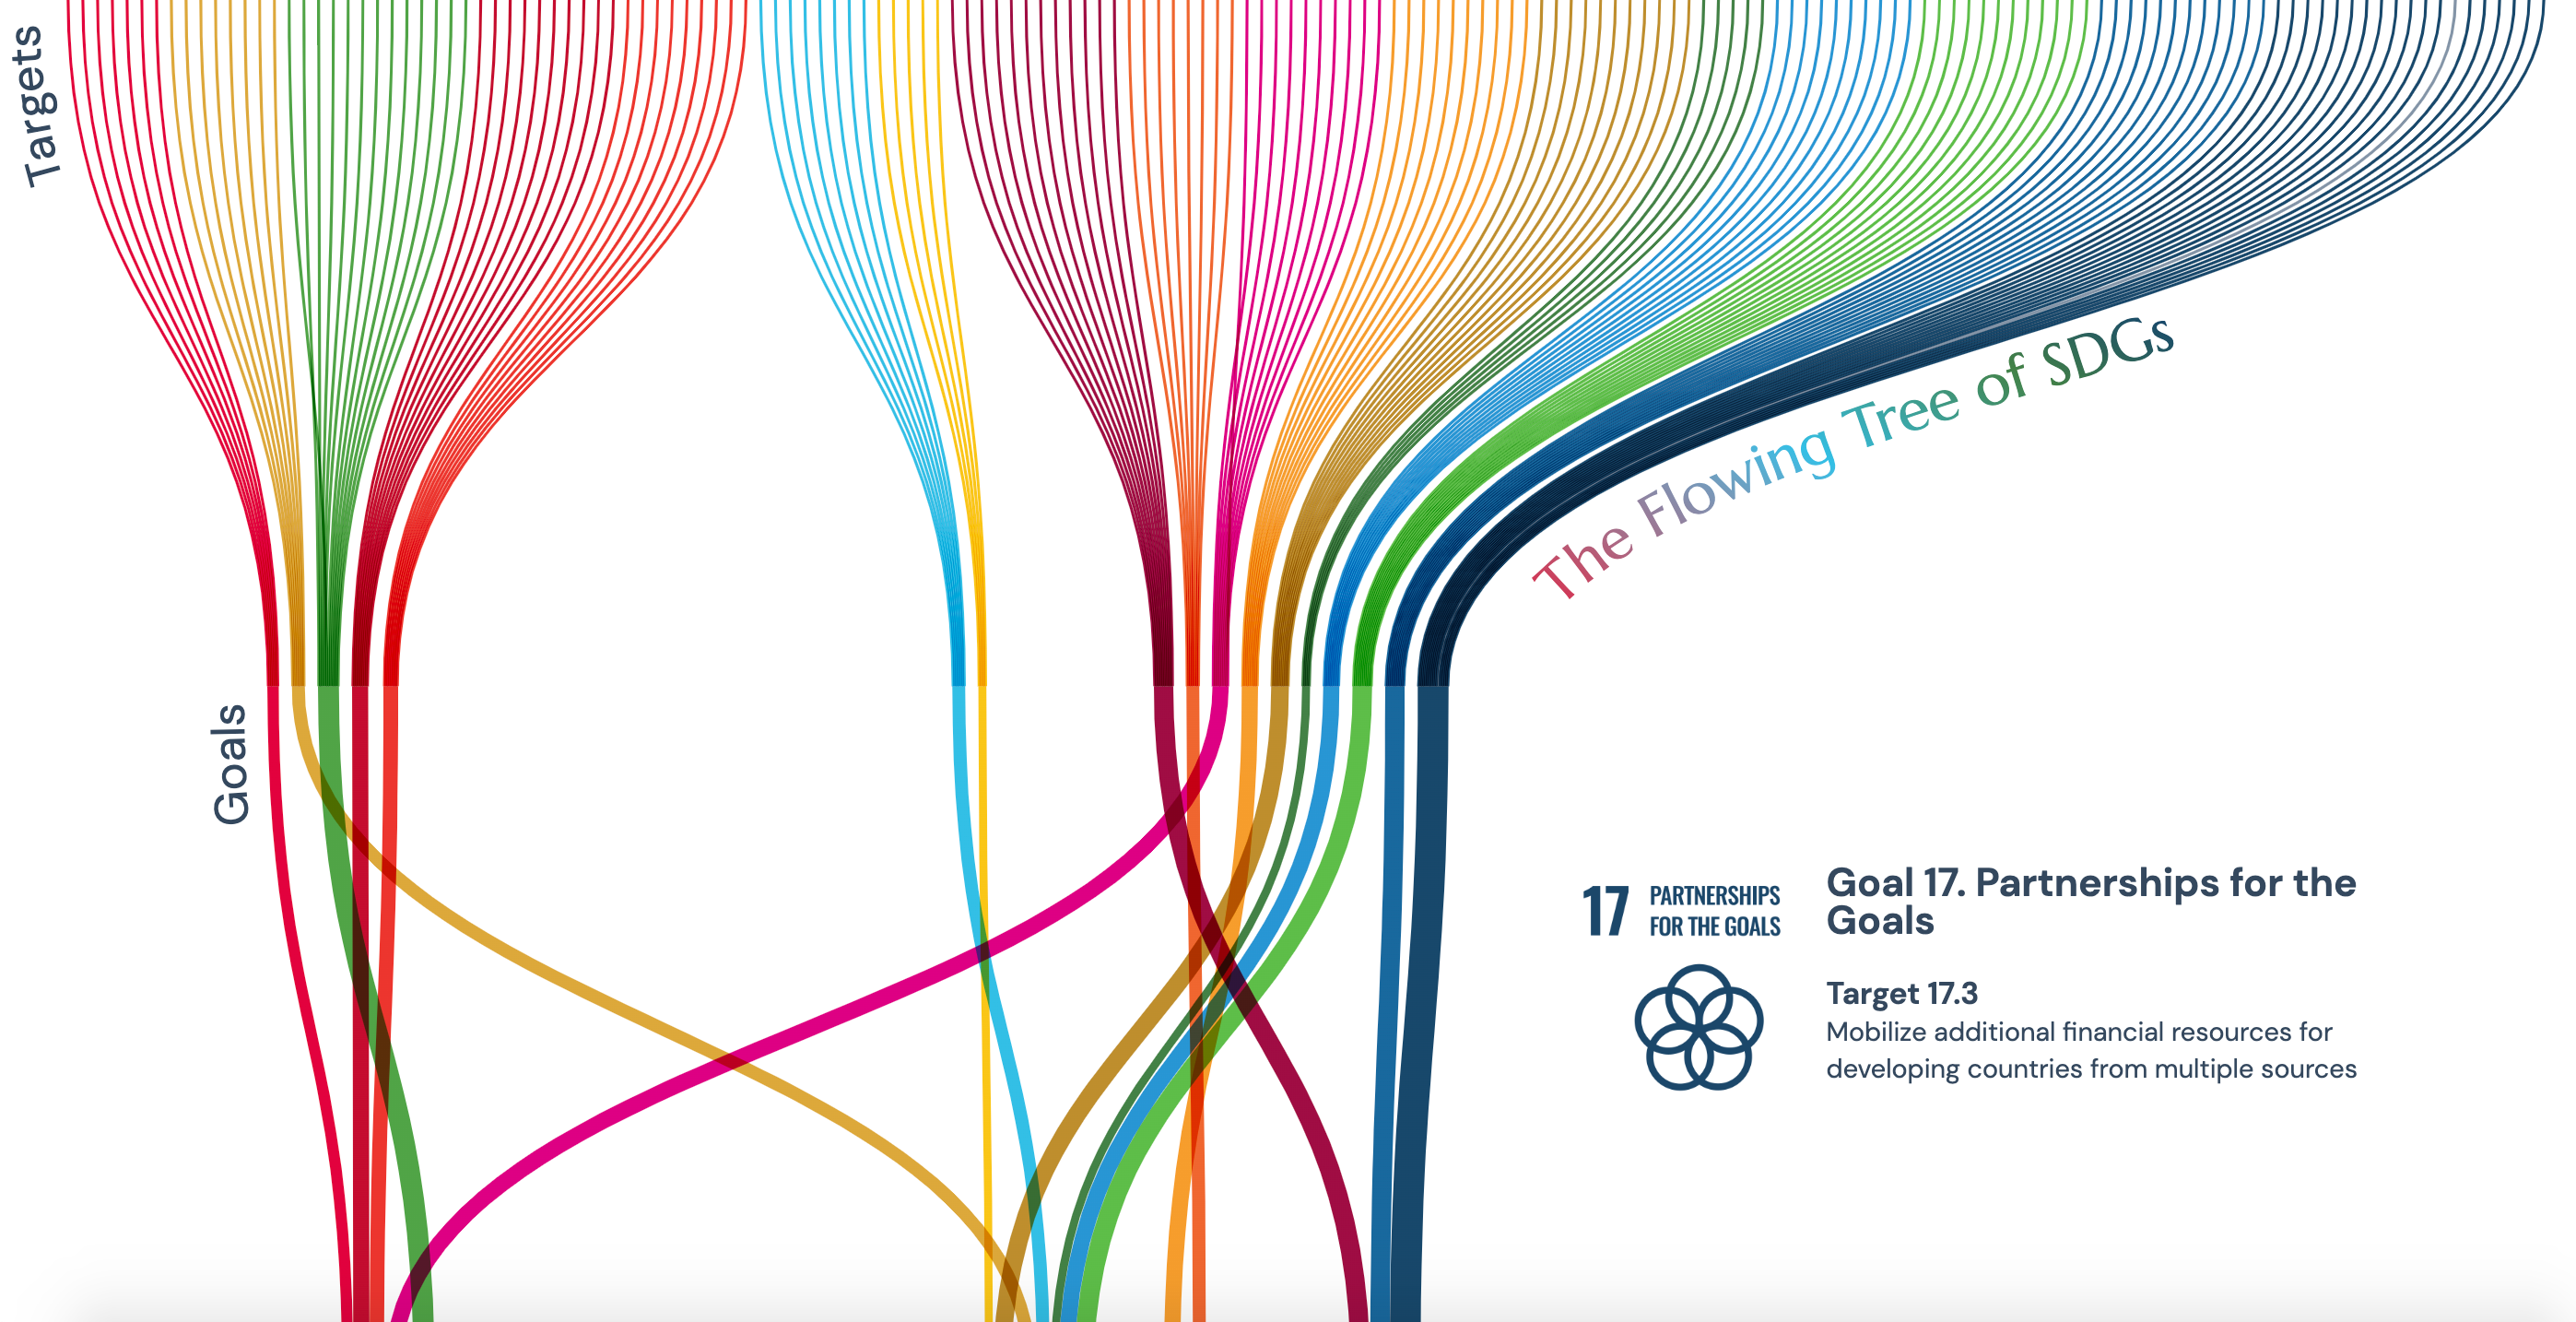 Targets
The Flowing Tree of SDGs
Goals
17 PARTNERSHIPS
FOR THE GOALS
Goal 17. Partnerships for the
Goals
Target 17.3
Mobilize additional financial resources for
developing countries from multiple sources